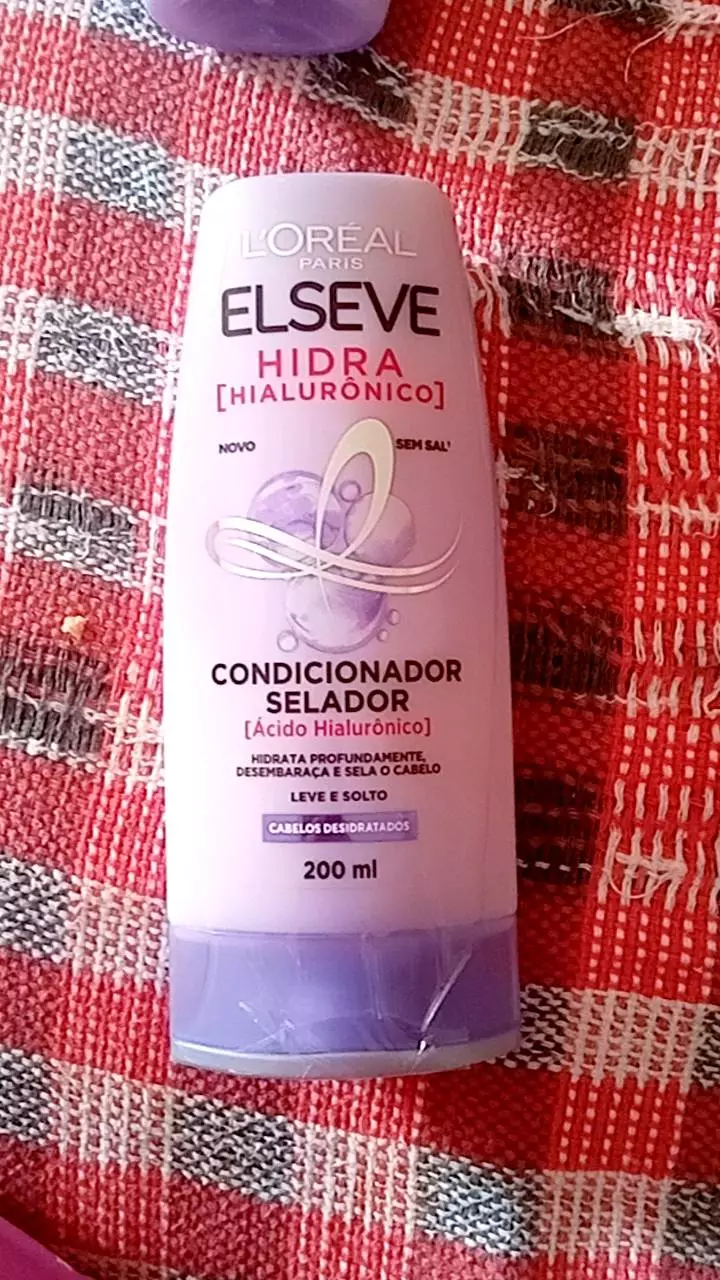 L'ORÉAL
PARIS
ELSEVE
HIDRA
[HIALURÔNICO]
NOVO
SEM SAL¹
CONDICIONADOR
SELADOR
[Ácido Hialurônico]
HIDRATA PROFUNDAMENTE,
DESEMBARAÇA E SELA O CABELO
LEVE E SOLTO
CABELOS DESIDRATADOS
200 ml